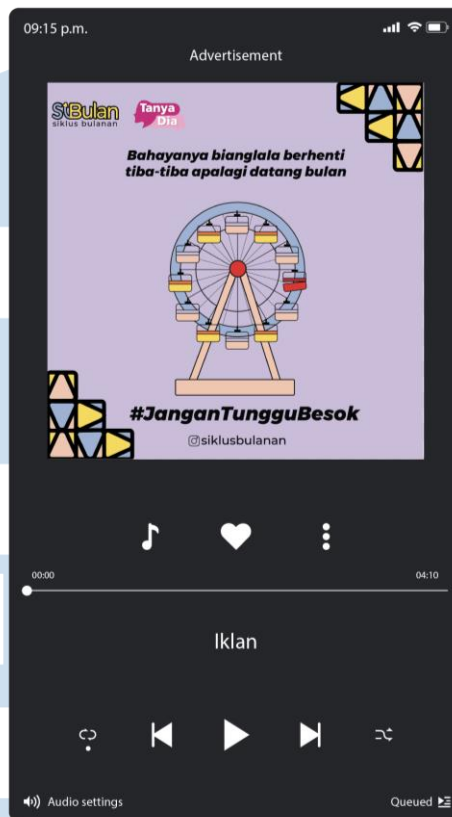 09:15 p.m.
Advertisement
SiBulan
siklus bulanan
Tanya
Dia
Bahayanya bianglala berhenti
tiba-tiba apalagi datang bulan
#JanganTungguBesok
@siklusbulanan
00:00
04:10
Iklan
Audio settings
Queued